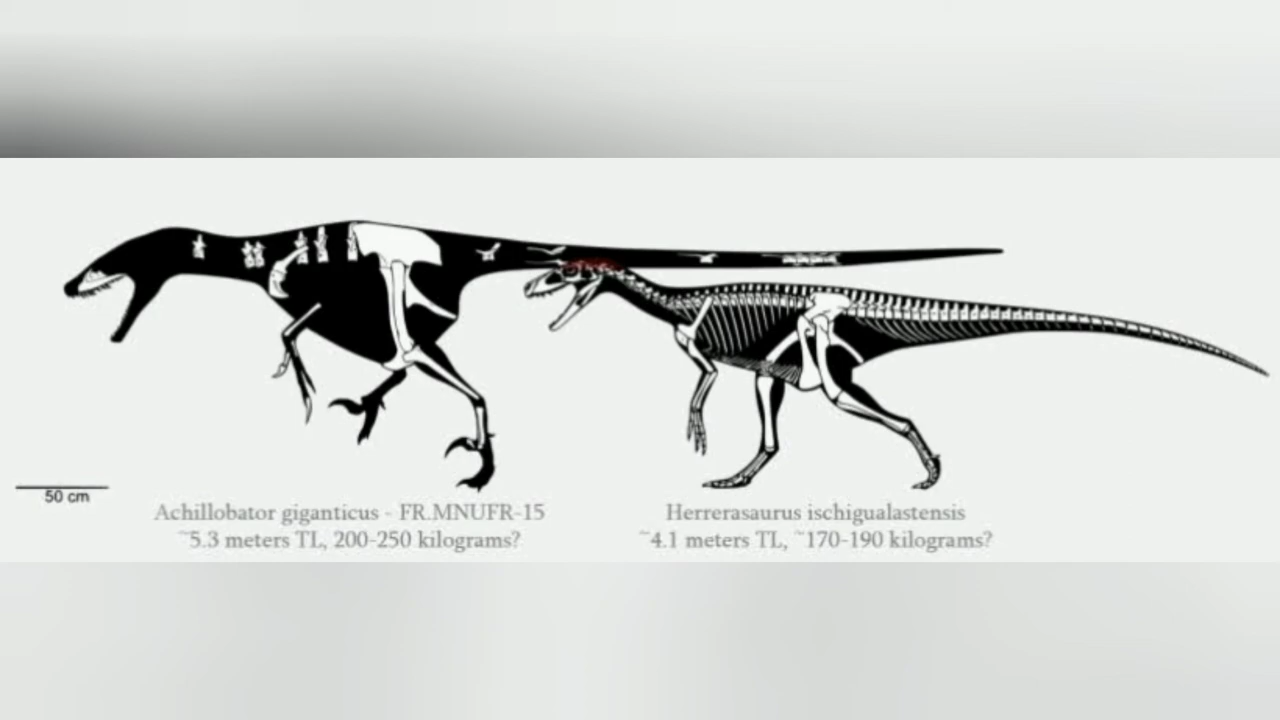 50 cm
Achillobator giganticus - FR.MNUFR-15
~5.3 meters TL, 200-250 kilograms?
Herrerasaurus ischigualastensis
~4.1 meters TL, ~170-190 kilograms?